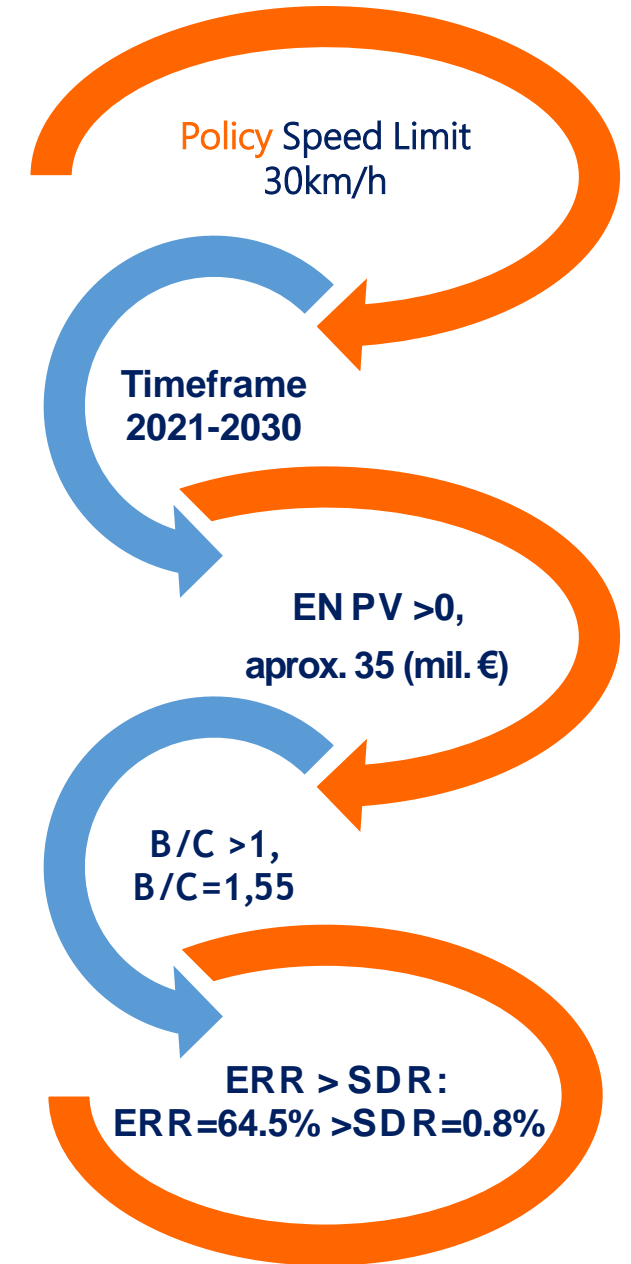 Policy Speed Limit
30km/h
Timeframe
2021-2030
EN PV >0,
aprox. 35 (mil. €)
B/C >1,
B/C=1,55
ERR > SDR:
ERR=64.5% >SDR=0.8%